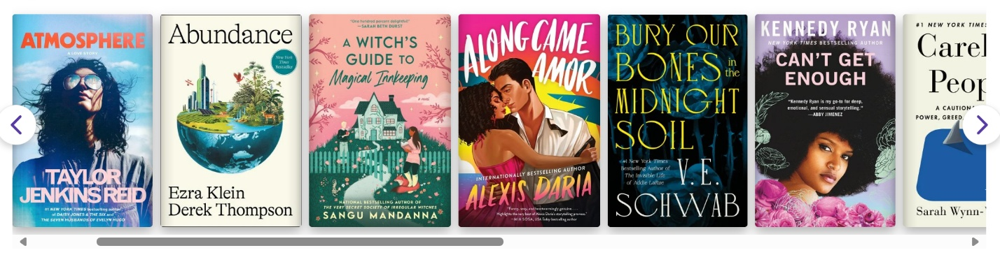 ATMOSPHERE
A LOVE STORY
TAYLOR
JENKINS REID
#1 NEW YORK TIMES bestselling author
of DAISY JONES & THE SIX and
THE SEVEN HUSBANDS OF EVELYN HUGO
Abundance
New York
Times
Bestseller
Ezra Klein
Derek Thompson
"One hundred percent delightful!"
—SARAH BETH DURST
A WITCH'S
GUIDE TO
Magical Innkeeping
a novel
NATIONAL BESTSELLING AUTHOR OF
THE VERY SECRET SOCIETY OF IRREGULAR WITCHES
SANGU MANDANNA
ALONG CAME
AMOR
INTERNATIONALLY BESTSELLING AUTHOR
ALEXIS DARIA
"Funny, sexy, and heartwarmingly genuine....
Highlights the very best of Alexis Daria's storytelling prowess."
—MIA SOSA, USA Today bestselling author
BURY OUR
BONES in
the
MIDNIGHT
SOIL
#1 New York Times
Bestselling Author of
The Invisible Life
of Addie LaRue
V. E.
SCHWAB
KENNEDY RYAN
NEW YORK TIMES BESTSELLING AUTHOR
CAN'T GET
ENOUGH
"Kennedy Ryan is my go-to for deep,
emotional, and sensual storytelling."
—ABBY JIMENEZ
#1 NEW YORK TIMES
Carel
Peop
A CAUTION
POWER, GREED,
Sarah Wynn-